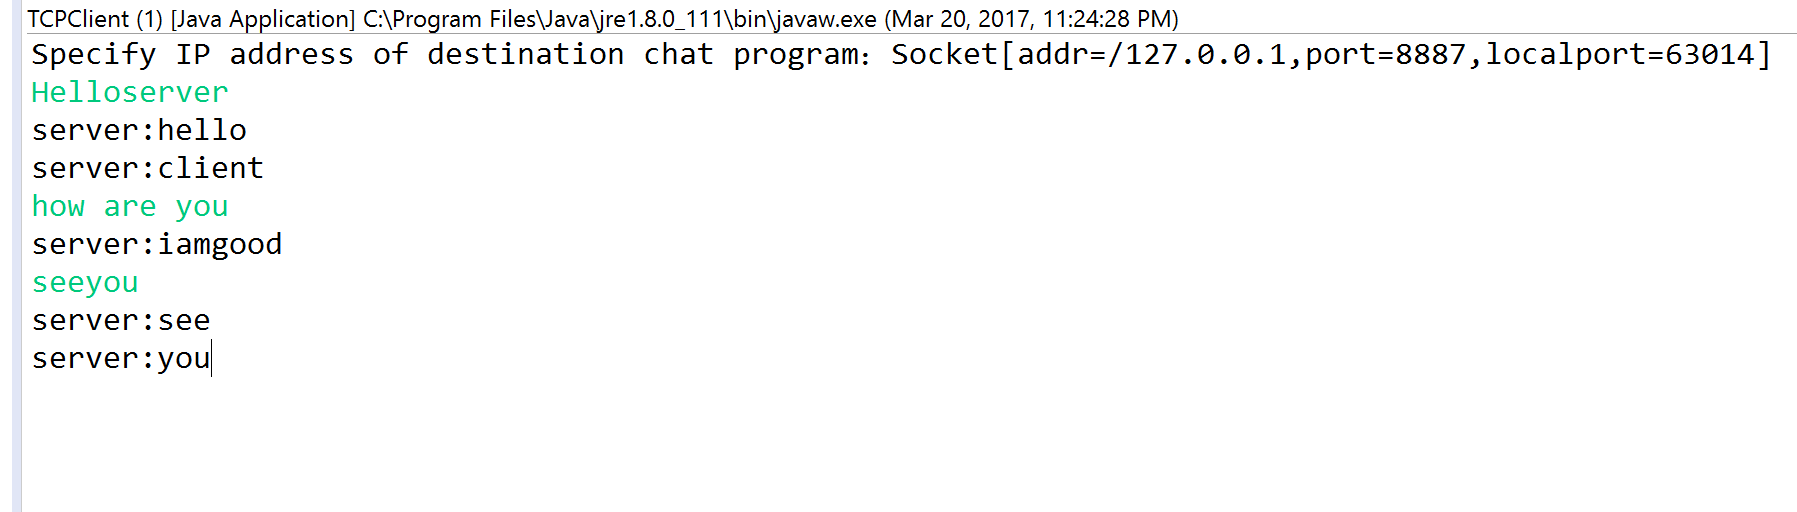 TCPClient (1) [Java Application] C:\Program Files\Java\jre1.8.0_111\bin\javaw.exe (Mar 20, 2017, 11:24:28 PM)
Specify IP address of destination chat program： Socket[addr=/127.0.0.1,port=8887,localport=63014]
Helloserver
server:hello
server:client
how are you
server:iamgood
seeyou
server:see
server:you